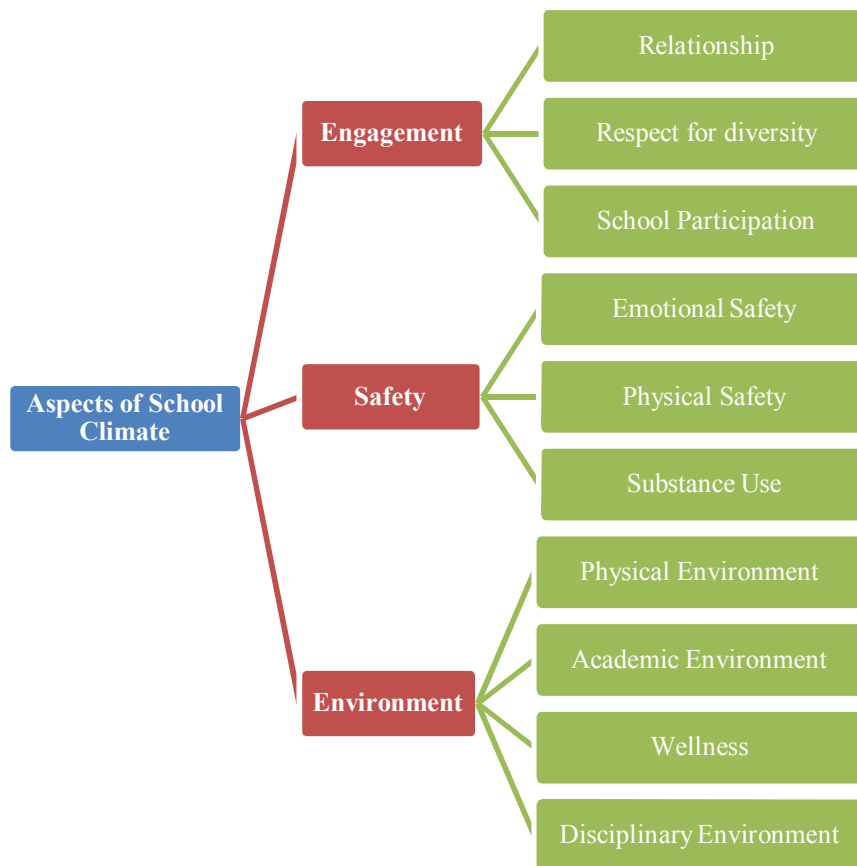 Aspects of School
Climate
Engagement
Relationship
Respect for diversity
School Participation
Safety
Emotional Safety
Physical Safety
Substance Use
Environment
Physical Environment
Academic Environment
Wellness
Disciplinary Environment